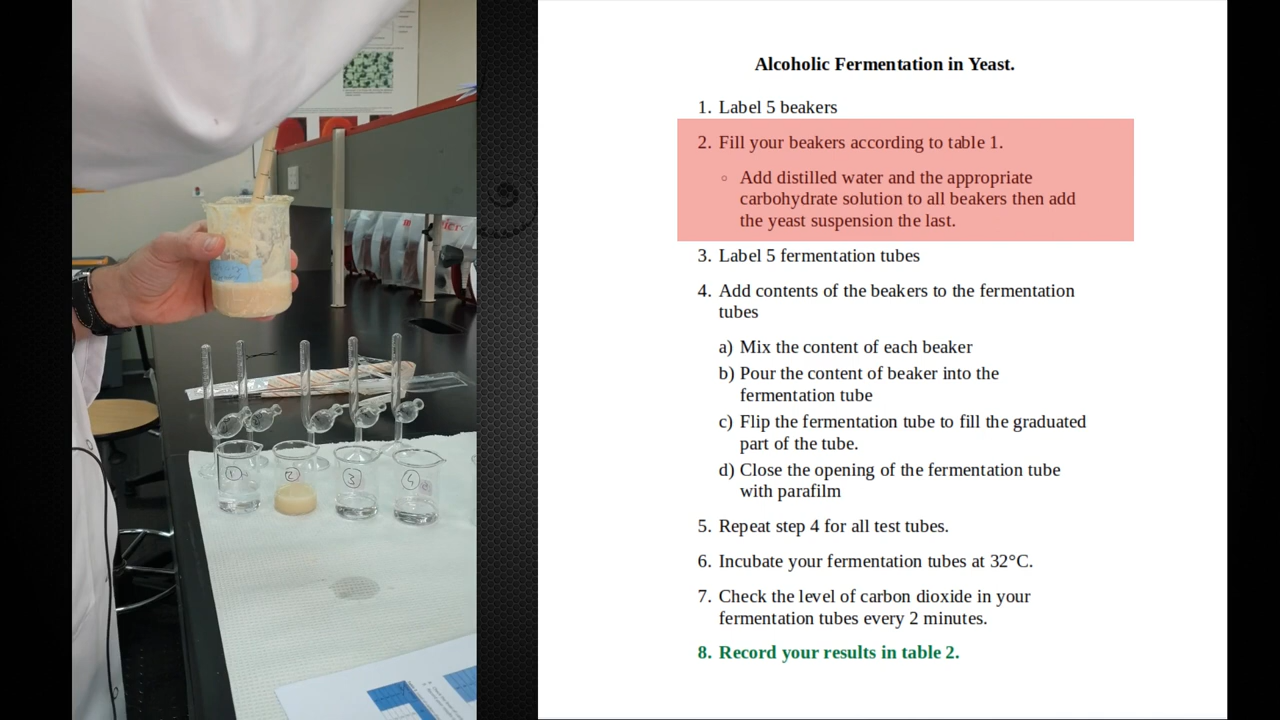 Alcoholic Fermentation in Yeast.
1. Label 5 beakers
2. Fill your beakers according to table 1.
◦ Add distilled water and the appropriate
carbohydrate solution to all beakers then add
the yeast suspension the last.
3. Label 5 fermentation tubes
4. Add contents of the beakers to the fermentation
tubes
a) Mix the content of each beaker
b) Pour the content of beaker into the
fermentation tube
c) Flip the fermentation tube to fill the graduated
part of the tube.
d) Close the opening of the fermentation tube
with parafilm
5. Repeat step 4 for all test tubes.
6. Incubate your fermentation tubes at 32°C.
7. Check the level of carbon dioxide in your
fermentation tubes every 2 minutes.
8. Record your results in table 2.
1
2
3
4